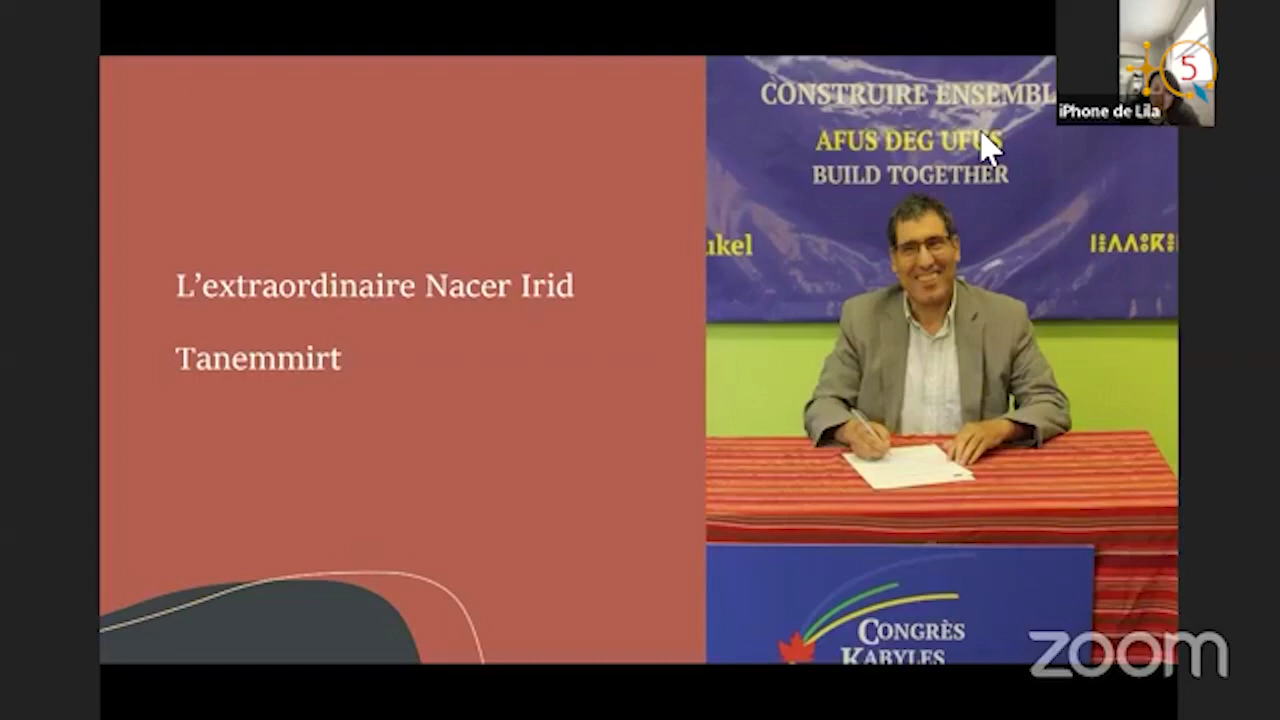 L'extraordinaire Nacer Irid
Tanemmirt
CONSTRUIRE ENSEMBL
AFUS DEG UFUS
BUILD TOGETHER
ukel
ⵏⴻⴷⴷⵓⴽⴻⵍ
CONGRÈS
KABYLES
iPhone de Lila
5
zoom